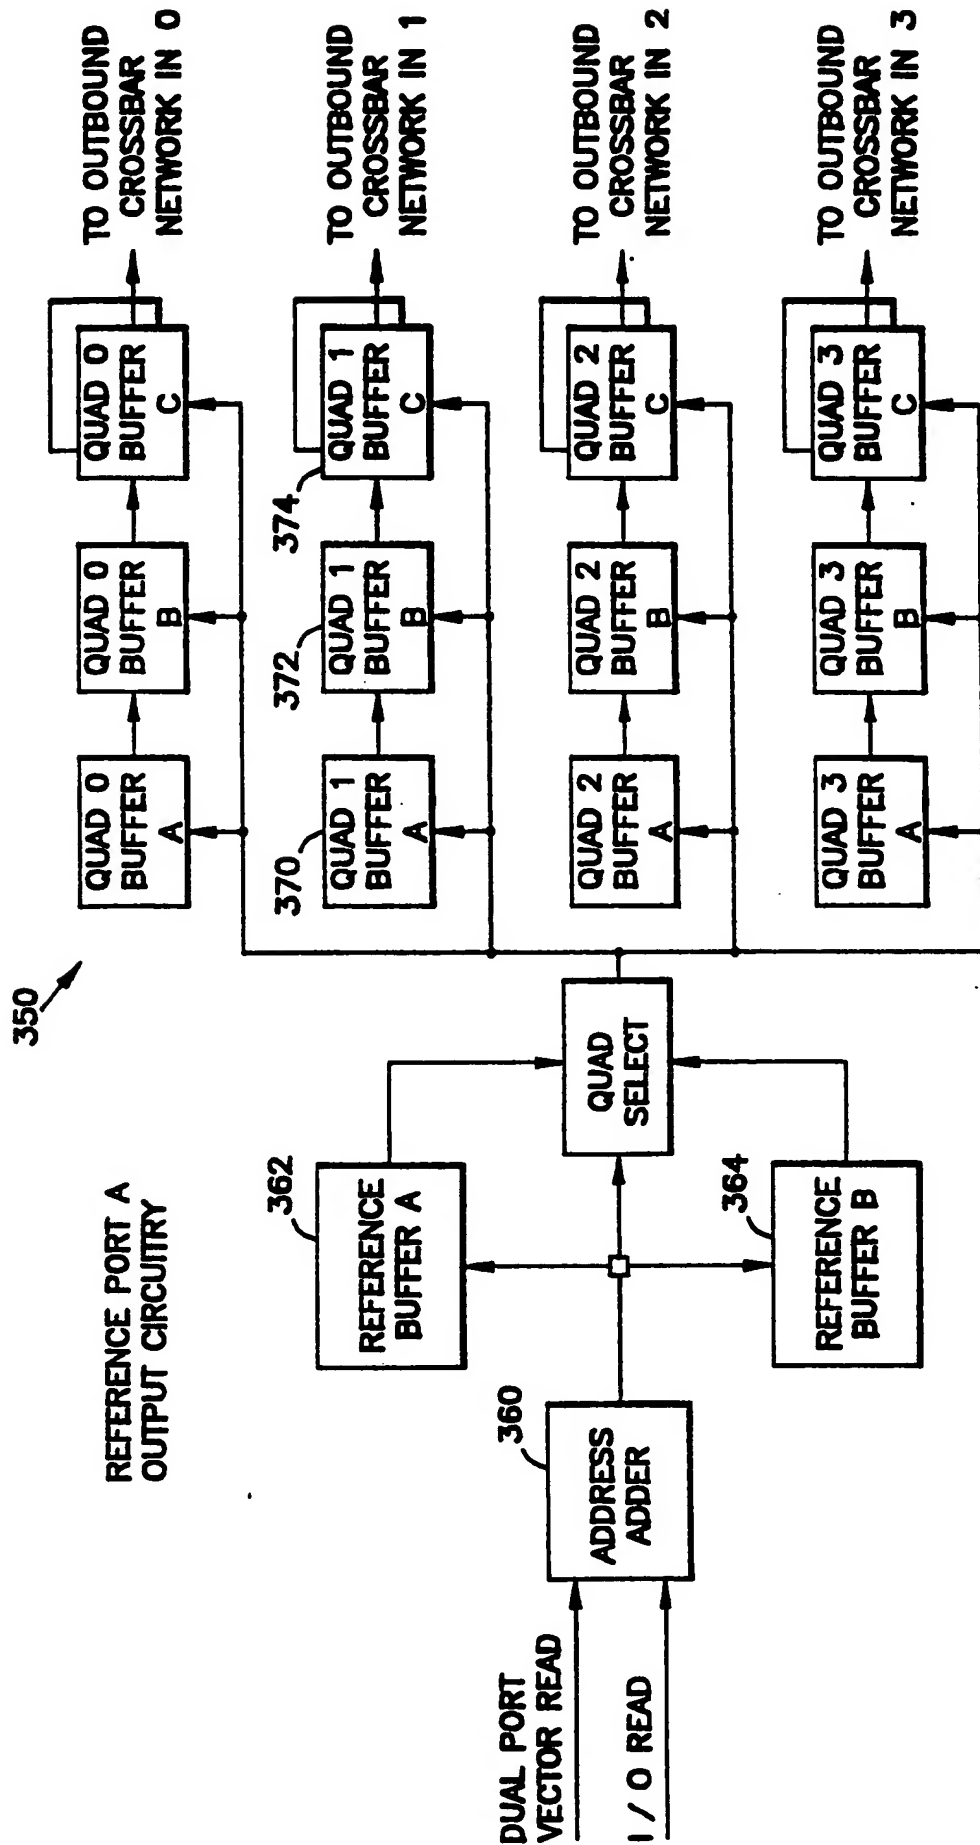 REFERENCE PORT A
OUTPUT CIRCUITRY
350
DUAL PORT
VECTOR READ
I / O READ
360
ADDRESS
ADDER
362
REFERENCE
BUFFER A
364
REFERENCE
BUFFER B
QUAD
SELECT
QUAD 0
BUFFER
A
QUAD 0
BUFFER
B
QUAD 0
BUFFER
C
TO OUTBOUND
CROSSBAR
NETWORK IN 0
370
QUAD 1
BUFFER
A
372
QUAD 1
BUFFER
B
374
QUAD 1
BUFFER
C
TO OUTBOUND
CROSSBAR
NETWORK IN 1
QUAD 2
BUFFER
A
QUAD 2
BUFFER
B
QUAD 2
BUFFER
C
TO OUTBOUND
CROSSBAR
NETWORK IN 2
QUAD 3
BUFFER
A
QUAD 3
BUFFER
B
QUAD 3
BUFFER
C
TO OUTBOUND
CROSSBAR
NETWORK IN 3